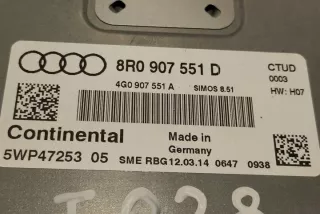 8R0 907 551 D
CTUD
0003
4G0 907 551 A
SIMOS 8.51
HW: H07
Continental
Made in
Germany
5WP47253 05
SME RBG12.03.14 0647 0938
T028